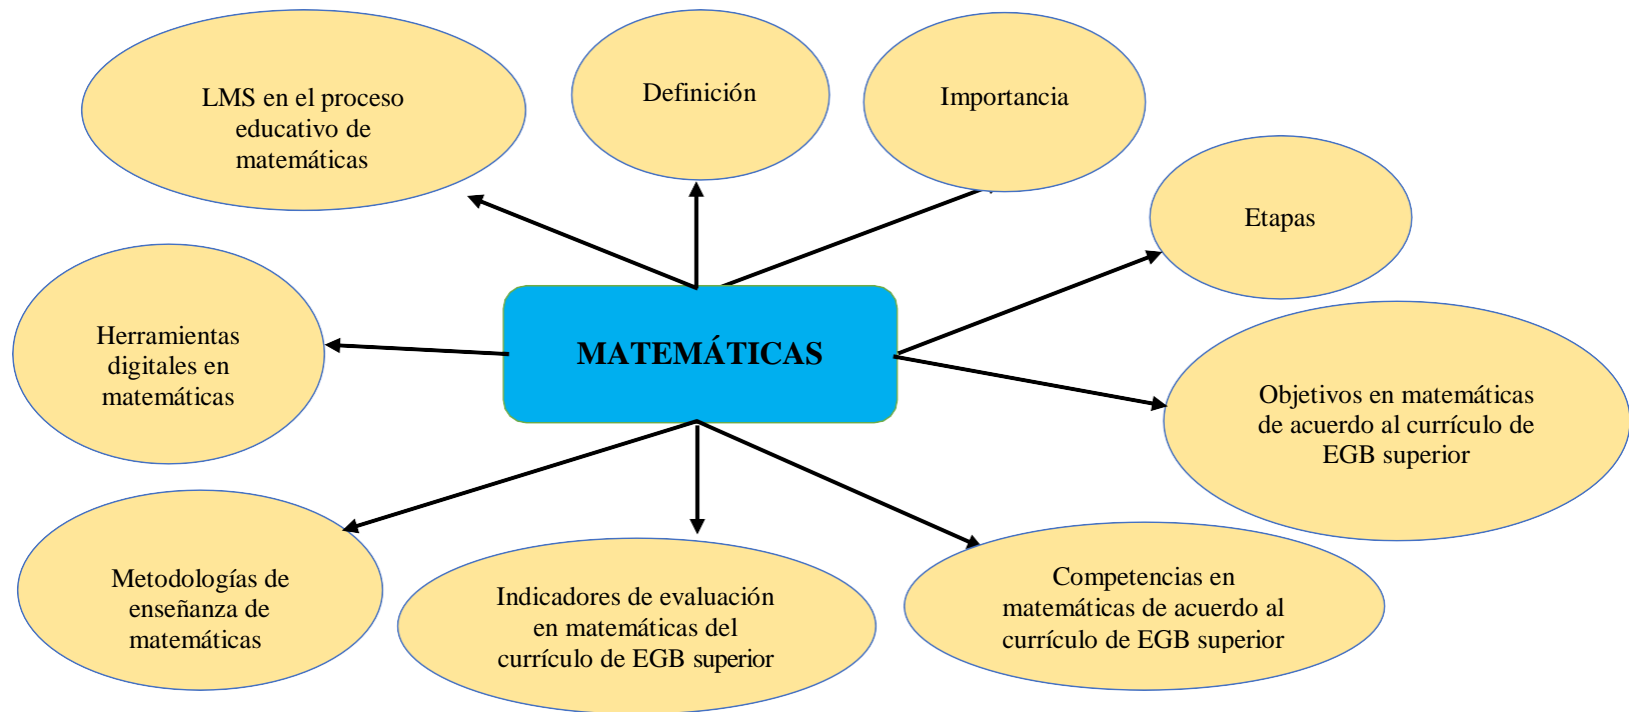 LMS en el proceso
educativo de
matemáticas
Definición
Importancia
Etapas
Herramientas
digitales en
matemáticas
MATEMÁTICAS
Objetivos en matemáticas
de acuerdo al currículo de
EGB superior
Metodologías de
enseñanza de
matemáticas
Indicadores de evaluación
en matemáticas del
currículo de EGB superior
Competencias en
matemáticas de acuerdo al
currículo de EGB superior